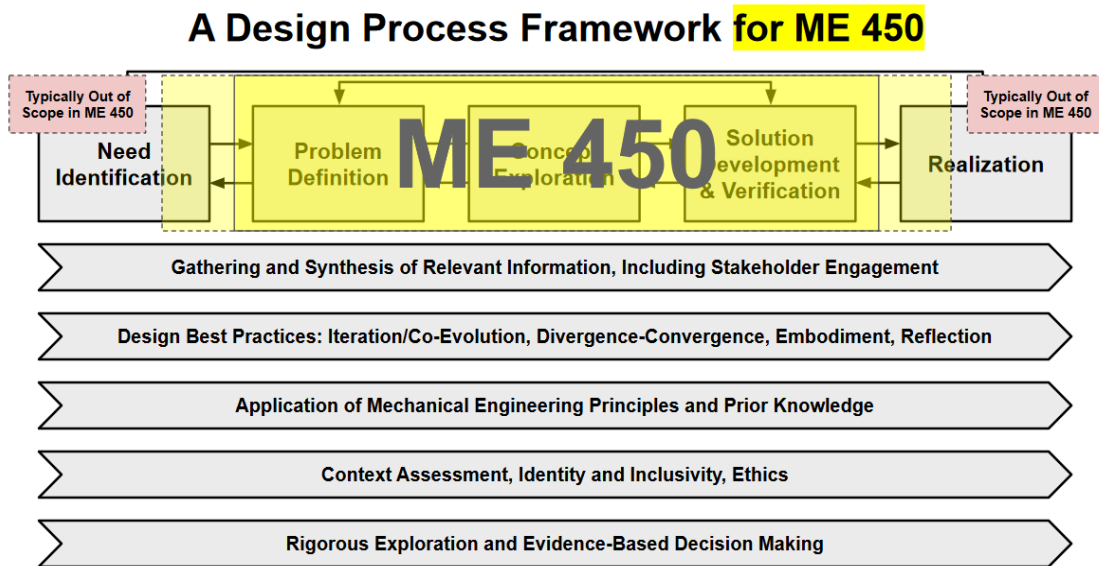 A Design Process Framework for ME 450
Typically Out of
Scope in ME 450
Typically Out of
Scope in ME 450
Need
Identification
Problem
Definition
Concept
Exploration
Solution
Development
& Verification
Realization
ME 450
Gathering and Synthesis of Relevant Information, Including Stakeholder Engagement
Design Best Practices: Iteration/Co-Evolution, Divergence-Convergence, Embodiment, Reflection
Application of Mechanical Engineering Principles and Prior Knowledge
Context Assessment, Identity and Inclusivity, Ethics
Rigorous Exploration and Evidence-Based Decision Making